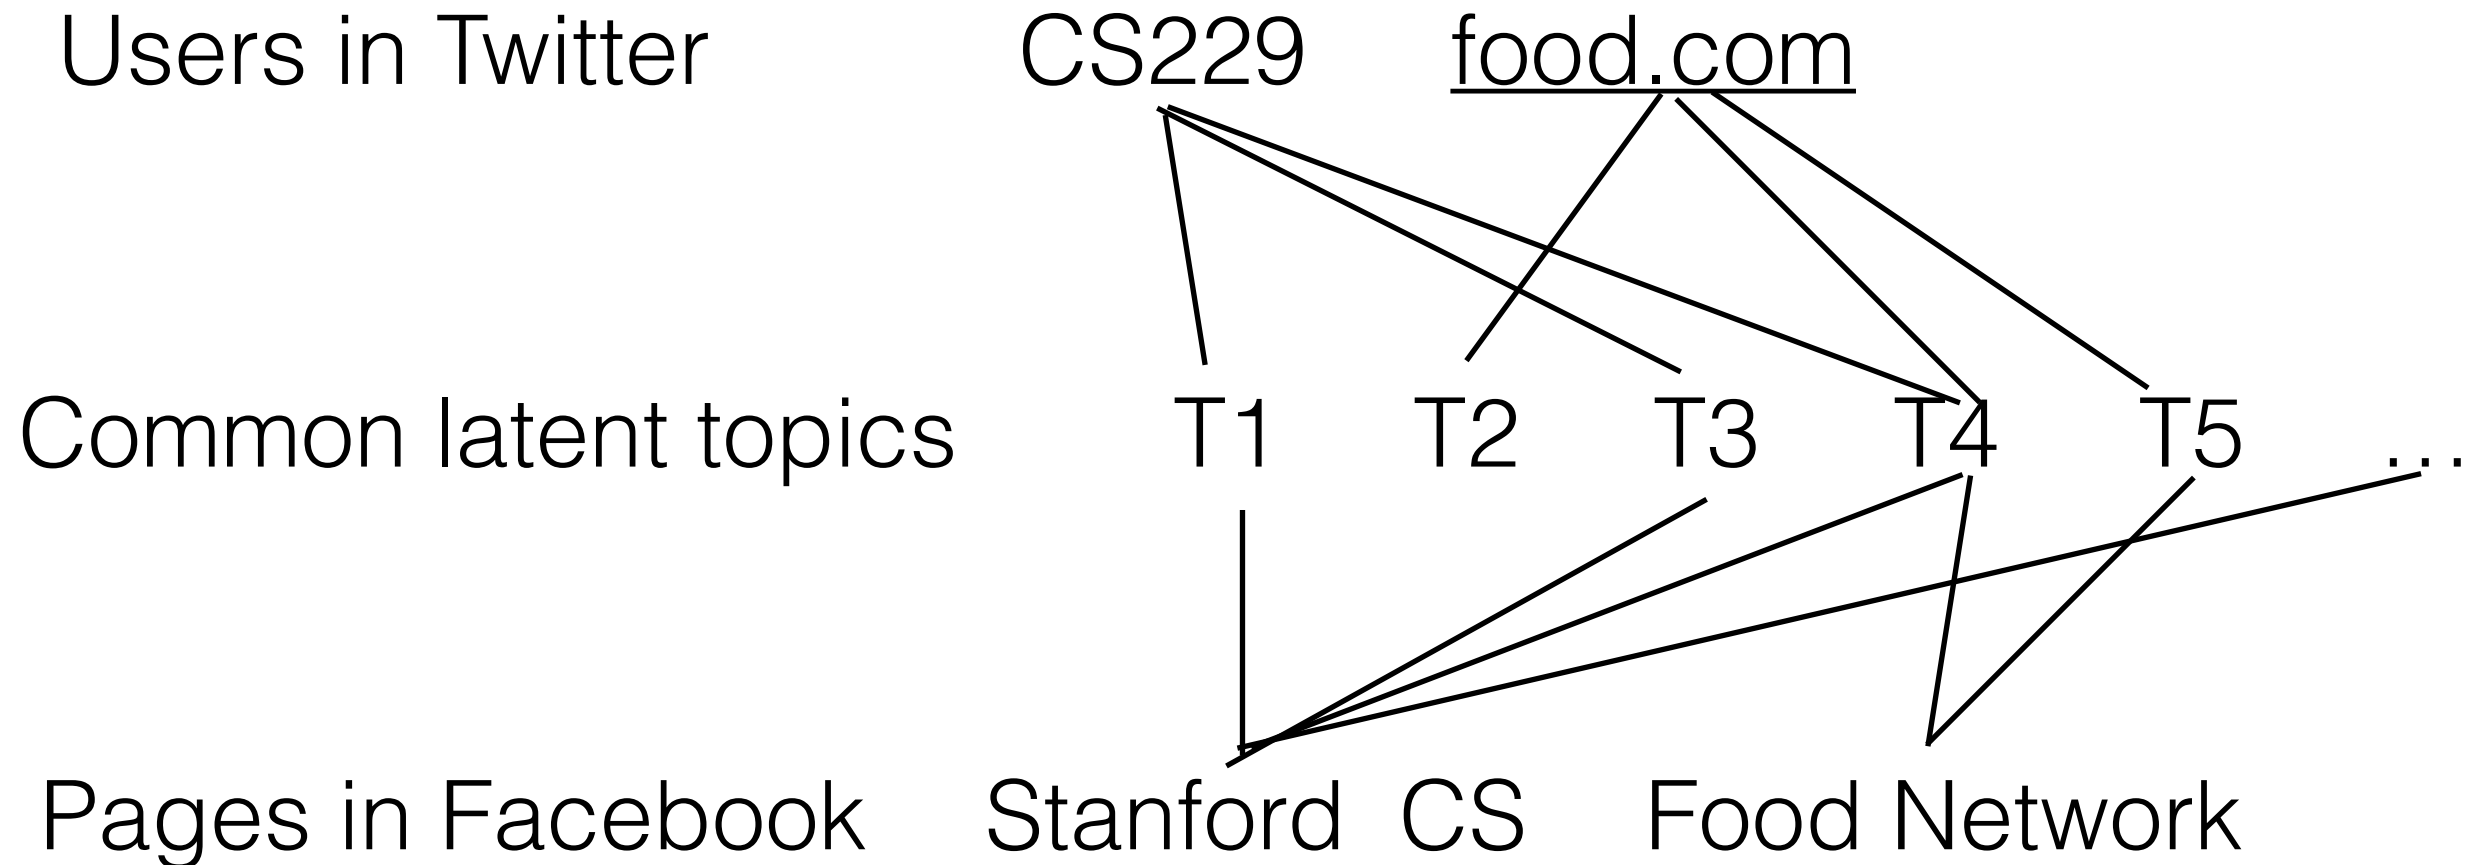 Users in Twitter CS229 food.com
Common latent topics T1 T2 T3 T4 T5 ...
Pages in Facebook Stanford CS Food Network